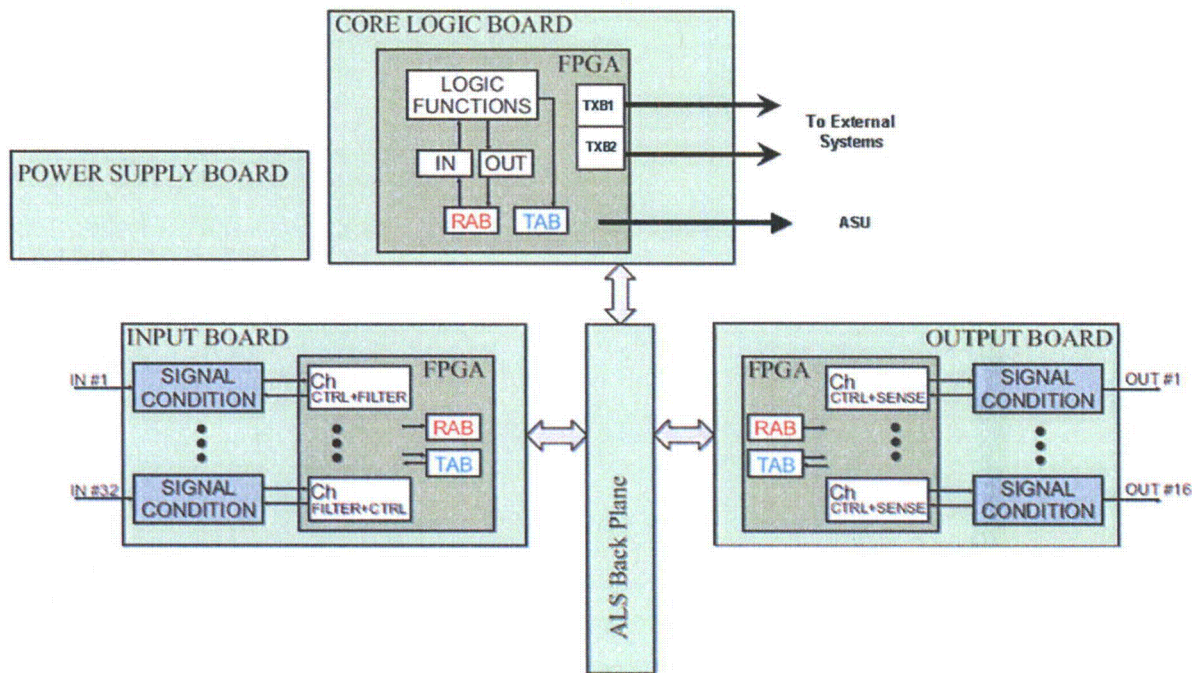 CORE LOGIC BOARD
FPGA
LOGIC
FUNCTIONS
TXB1
TXB2
To External
Systems
IN
OUT
RAB
TAB
ASU
POWER SUPPLY BOARD
INPUT BOARD
FPGA
IN #1
SIGNAL
CONDITION
Ch
CTRL+FILTER
RAB
TAB
IN #32
SIGNAL
CONDITION
Ch
FILTER+CTRL
ALS Back Plane
OUTPUT BOARD
FPGA
Ch
CTRL+SENSE
SIGNAL
CONDITION
OUT #1
RAB
TAB
Ch
CTRL+SENSE
SIGNAL
CONDITION
OUT #16